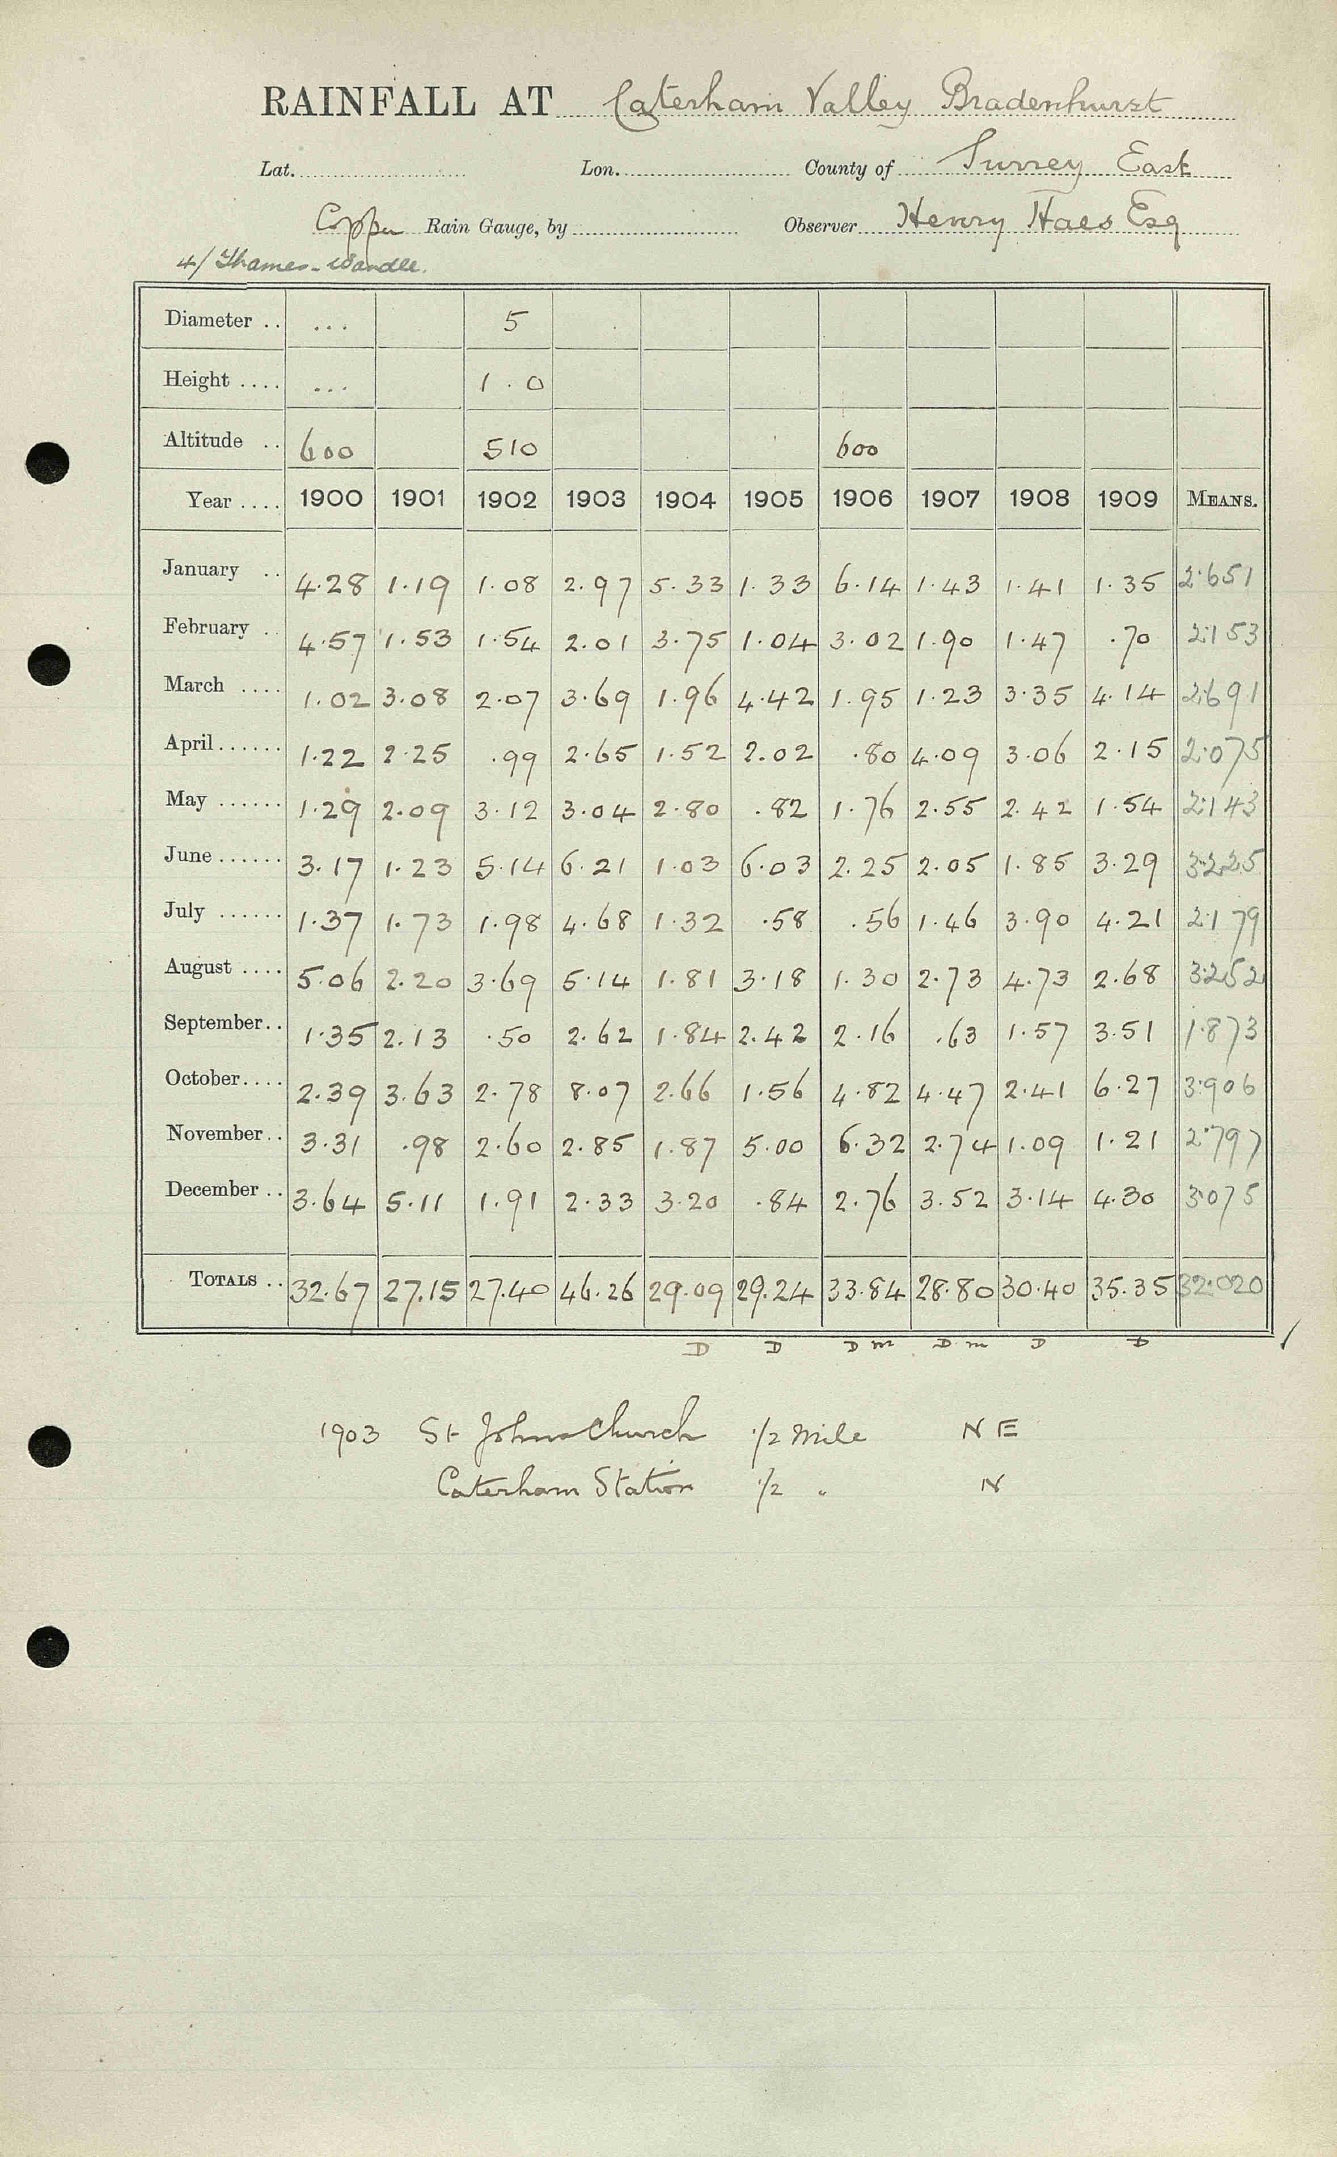 RAINFALL AT Caterham Valley Bradenhurst
Lat. Lon. County of Surrey East
Copper Rain Gauge, by Observer Henry Haes Esq
4/ Thames-Wandle.
Diameter .. ... 5
Height .... ... 1.0
Altitude .. 600 510 600
Year .... 1900 1901 1902 1903 1904 1905 1906 1907 1908 1909 MEANS.
January .. 4.28 1.19 1.08 2.97 5.33 1.33 6.14 1.43 1.41 1.35 2.651
February .. 4.57 1.53 1.54 2.01 3.75 1.04 3.02 1.90 1.47 .70 2.153
March .... 1.02 3.08 2.07 3.69 1.96 4.42 1.95 1.23 3.35 4.14 2.691
April ...... 1.22 2.25 .99 2.65 1.52 2.02 .80 4.09 3.06 2.15 2.075
May ...... 1.29 2.09 3.12 3.04 2.80 .82 1.76 2.55 2.42 1.54 2.143
June ...... 3.17 1.23 5.14 6.21 1.03 6.03 2.25 2.05 1.85 3.29 3.225
July ...... 1.37 1.73 1.98 4.68 1.32 .58 .56 1.46 3.90 4.21 2.179
August .... 5.06 2.20 3.69 5.14 1.81 3.18 1.30 2.73 4.73 2.68 3.252
September .. 1.35 2.13 .50 2.62 1.84 2.42 2.16 .63 1.57 3.51 1.873
October .... 2.39 3.63 2.78 8.07 2.66 1.56 4.82 4.47 2.41 6.27 3.906
November .. 3.31 .98 2.60 2.85 1.87 5.00 6.32 2.74 1.09 1.21 2.797
December .. 3.64 5.11 1.91 2.33 3.20 .84 2.76 3.52 3.14 4.30 3.075
TOTALS .. 32.67 27.15 27.40 46.26 29.09 29.24 33.84 28.80 30.40 35.35 32.020
D D D m D m D D
1903 St Johns Church 1/2 Mile N E
Caterham Station 1/2 " N